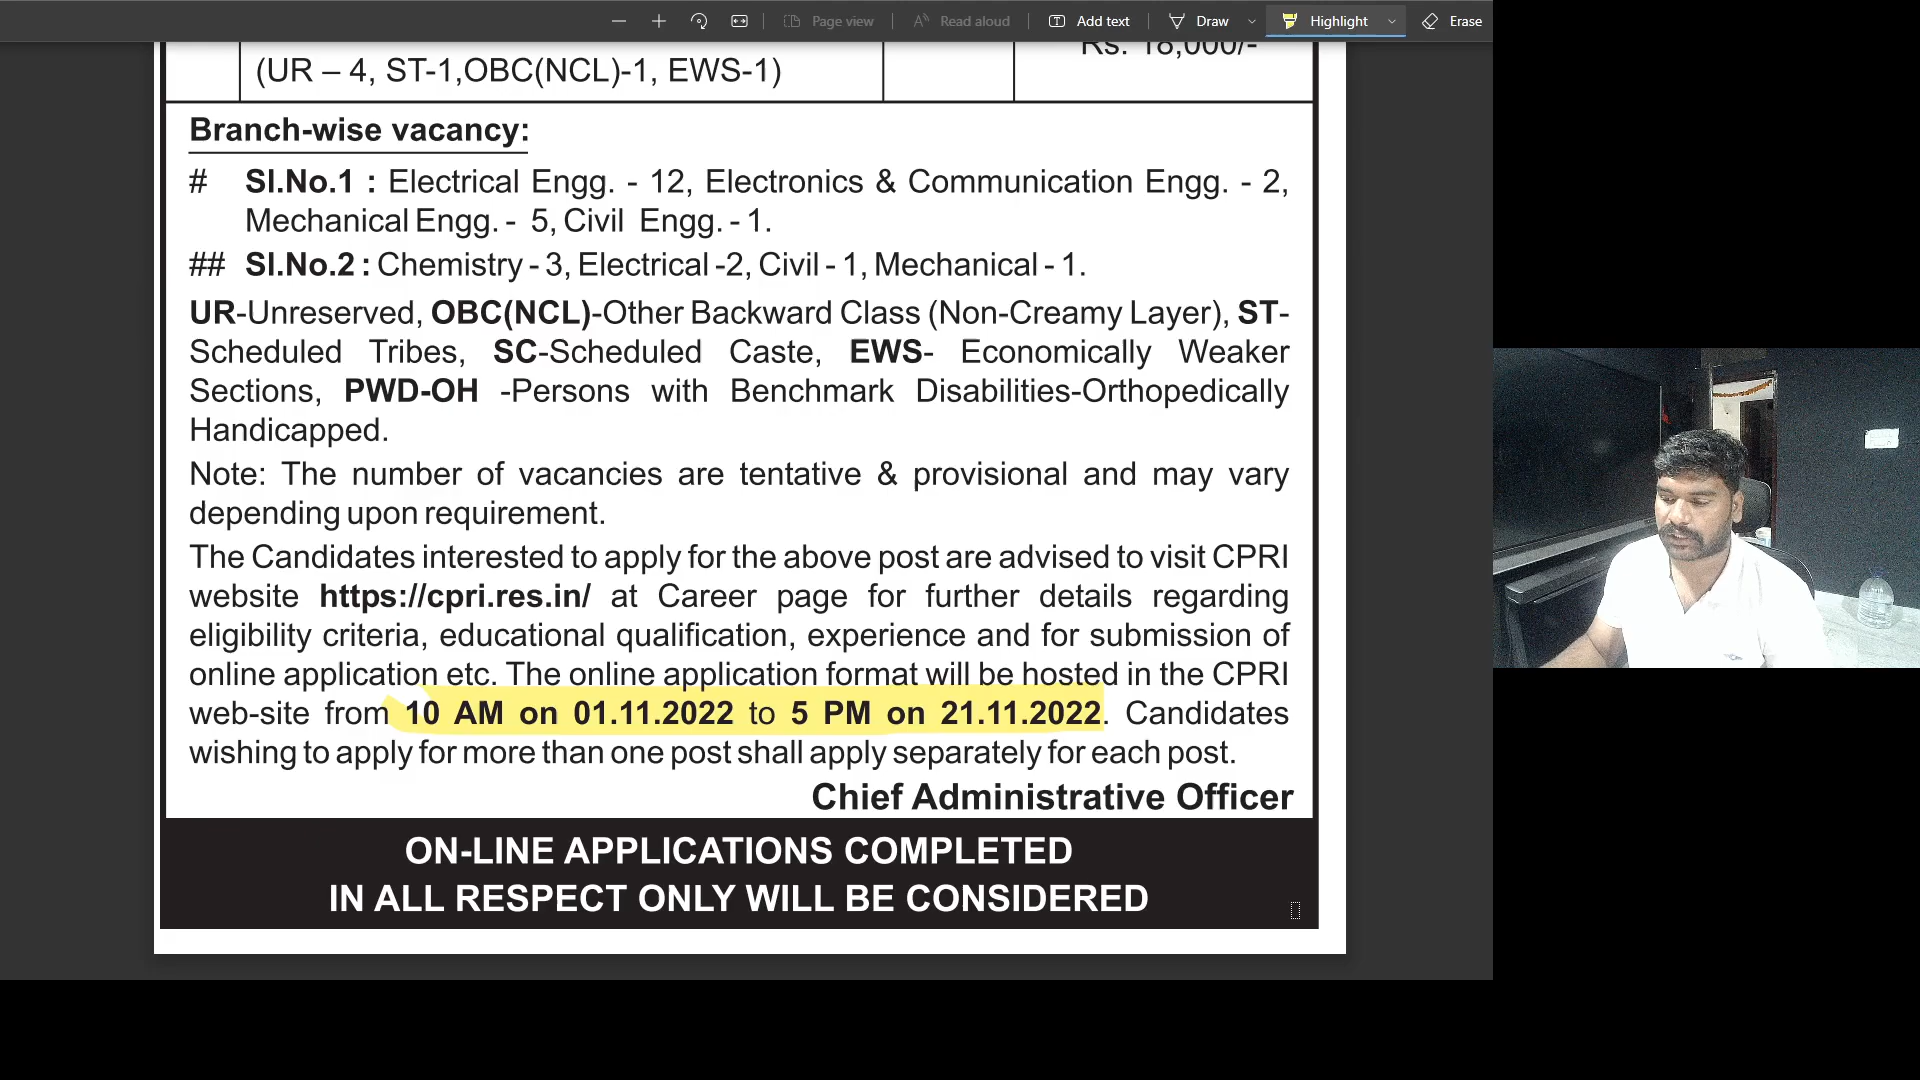 Page view
Read aloud
Add text
Draw
Highlight
Erase
Rs. 18,000/-
(UR – 4, ST-1,OBC(NCL)-1, EWS-1)
Branch-wise vacancy:
# Sl.No.1 : Electrical Engg. - 12, Electronics & Communication Engg. - 2,
Mechanical Engg. - 5, Civil Engg. - 1.
## Sl.No.2 : Chemistry - 3, Electrical -2, Civil - 1, Mechanical - 1.
UR-Unreserved, OBC(NCL)-Other Backward Class (Non-Creamy Layer), ST-
Scheduled Tribes, SC-Scheduled Caste, EWS- Economically Weaker
Sections, PWD-OH -Persons with Benchmark Disabilities-Orthopedically
Handicapped.
Note: The number of vacancies are tentative & provisional and may vary
depending upon requirement.
The Candidates interested to apply for the above post are advised to visit CPRI
website https://cpri.res.in/ at Career page for further details regarding
eligibility criteria, educational qualification, experience and for submission of
online application etc. The online application format will be hosted in the CPRI
web-site from 10 AM on 01.11.2022 to 5 PM on 21.11.2022. Candidates
wishing to apply for more than one post shall apply separately for each post.
Chief Administrative Officer
ON-LINE APPLICATIONS COMPLETED
IN ALL RESPECT ONLY WILL BE CONSIDERED